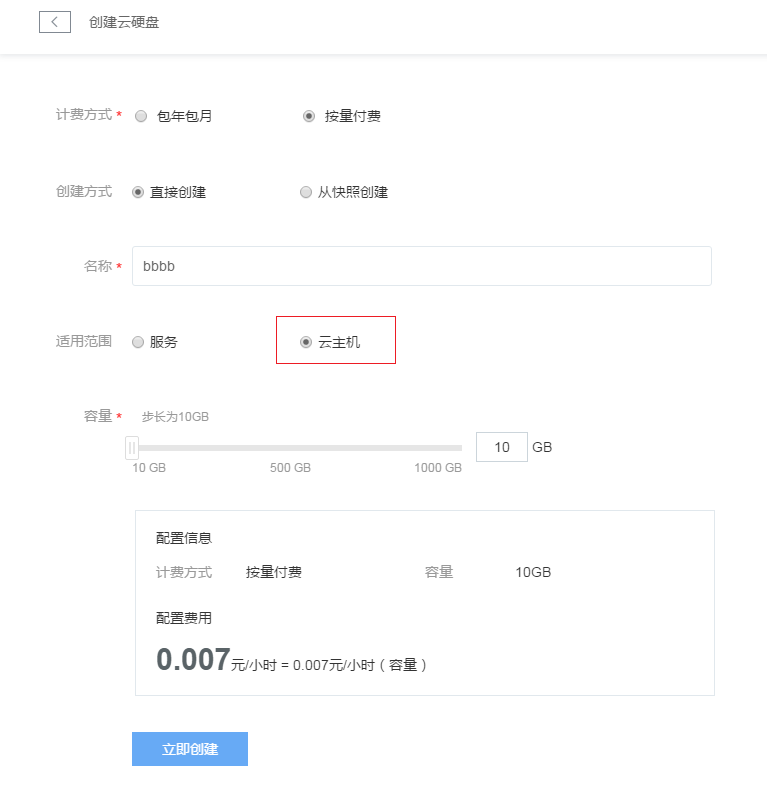 创建云硬盘
计费方式 * 包年包月 按量付费
创建方式 直接创建 从快照创建
名称 * bbbb
适用范围 服务 云主机
容量 * 步长为10GB
10 GB
10 GB 500 GB 1000 GB
配置信息
计费方式 按量付费 容量 10GB
配置费用
0.007元/小时 = 0.007元/小时 ( 容量 )
立即创建